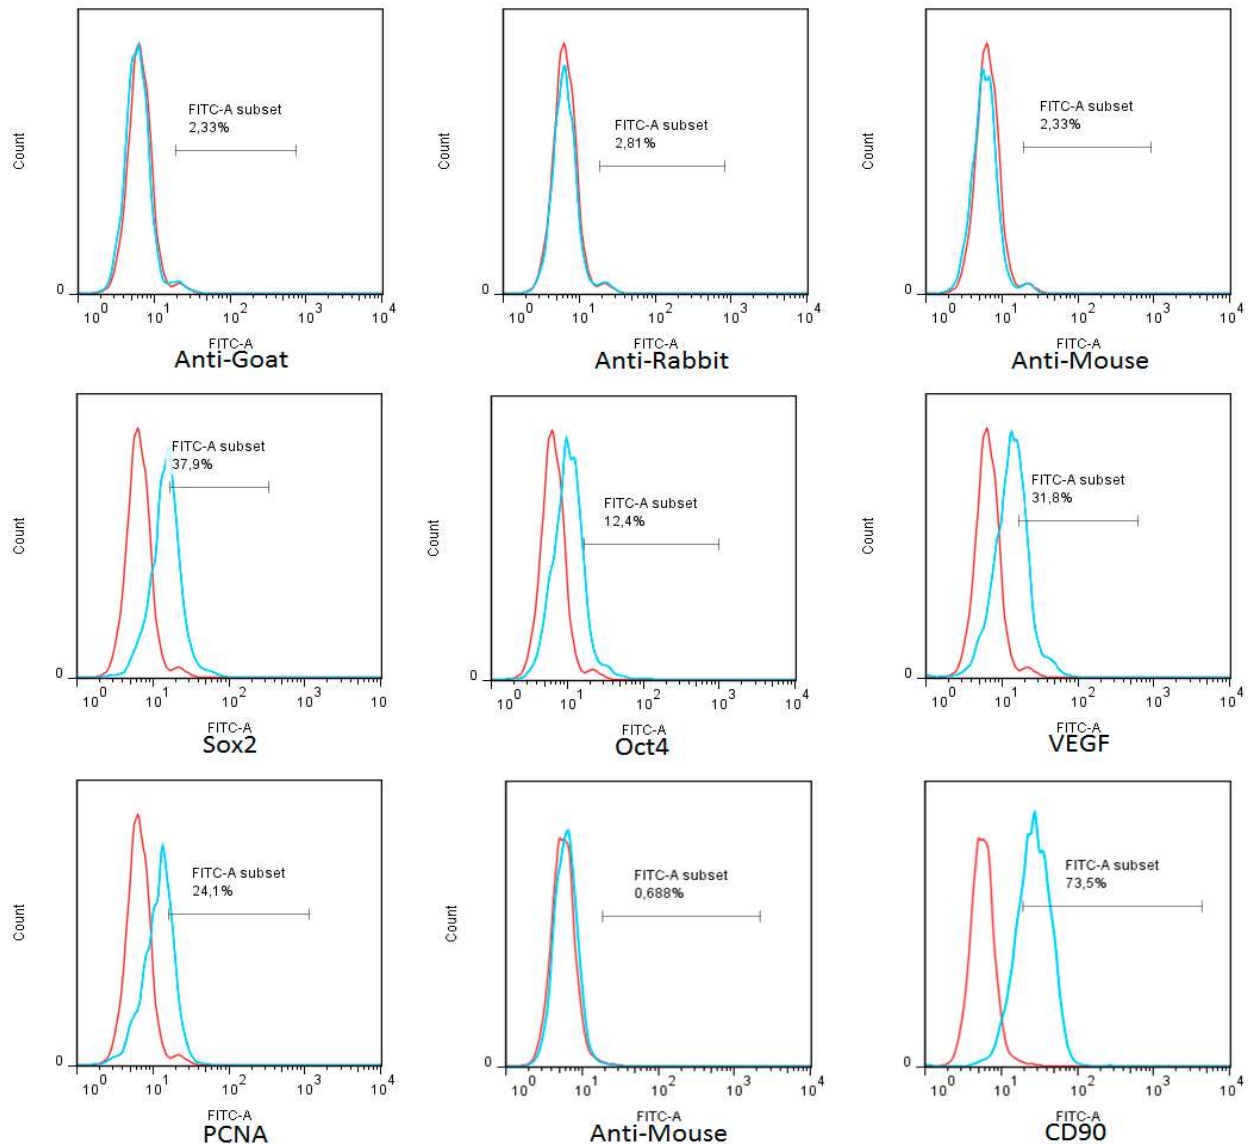 Count
FITC-A subset
2,33%
0
10^0 10^1 10^2 10^3 10^4
FITC-A
Anti-Goat
Count
FITC-A subset
2,81%
0
10^0 10^1 10^2 10^3 10^4
FITC-A
Anti-Rabbit
Count
FITC-A subset
2,33%
0
10^0 10^1 10^2 10^3 10^4
FITC-A
Anti-Mouse
Count
FITC-A subset
37,9%
0
10^0 10^1 10^2 10^3 10^4
FITC-A
Sox2
Count
FITC-A subset
12,4%
0
10^0 10^1 10^2 10^3 10^4
FITC-A
Oct4
Count
FITC-A subset
31,8%
0
10^0 10^1 10^2 10^3 10^4
FITC-A
VEGF
Count
FITC-A subset
24,1%
0
10^0 10^1 10^2 10^3 10^4
FITC-A
PCNA
Count
FITC-A subset
0,688%
0
10^0 10^1 10^2 10^3 10^4
FITC-A
Anti-Mouse
Count
FITC-A subset
73,5%
0
10^0 10^1 10^2 10^3 10^4
FITC-A
CD90